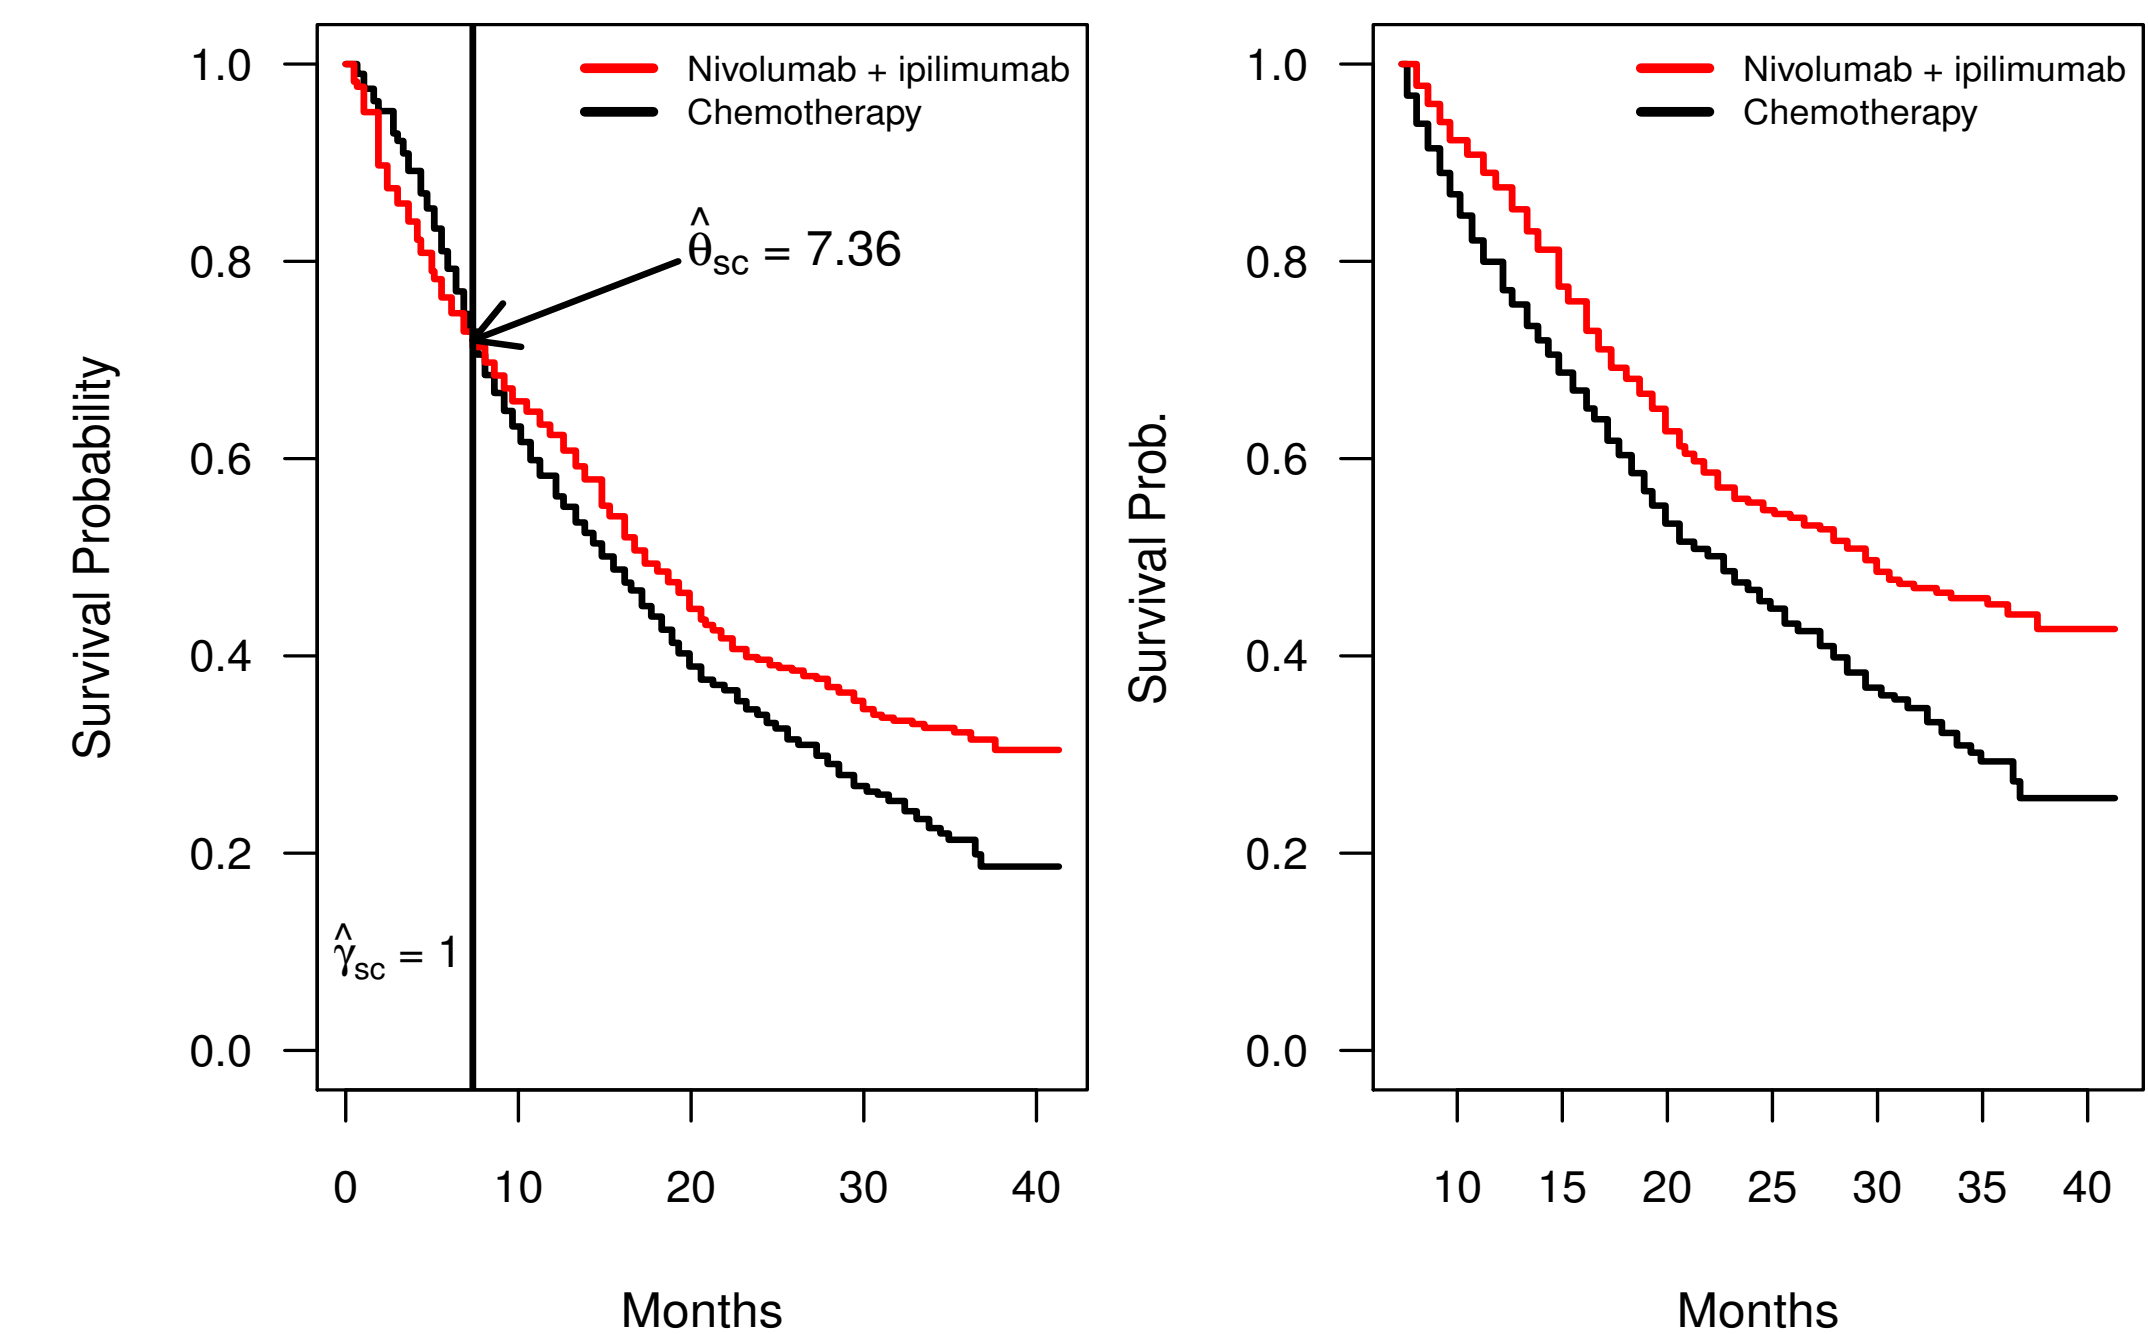 Survival Probability
1.0
0.8
0.6
0.4
0.2
0.0
Nivolumab + ipilimumab
Chemotherapy
θ̂sc = 7.36
γ̂sc = 1
0 10 20 30 40
Months
Survival Prob.
1.0
0.8
0.6
0.4
0.2
0.0
Nivolumab + ipilimumab
Chemotherapy
10 15 20 25 30 35 40
Months